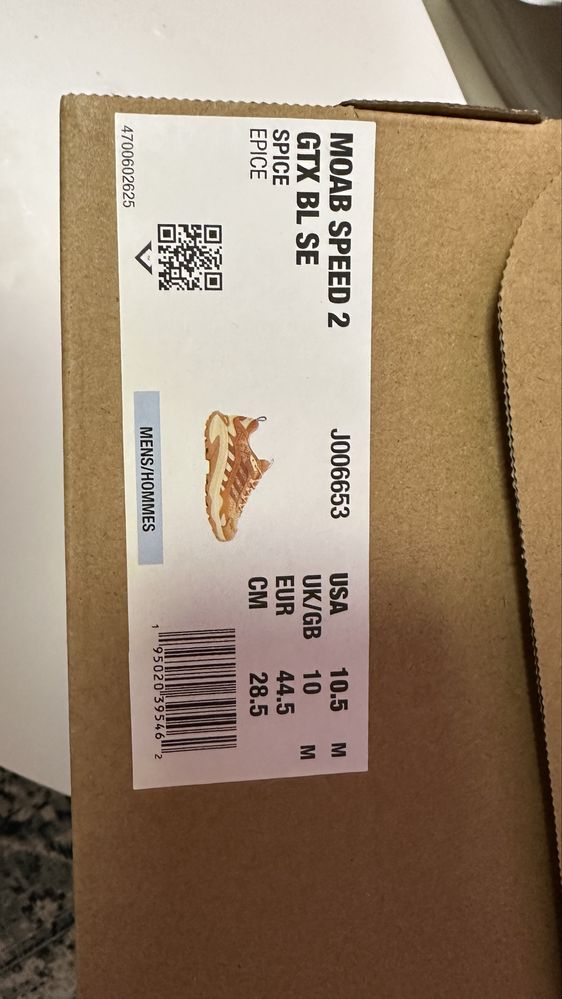 MOAB SPEED 2
GTX BL SE
SPICE
EPICE
J006653
USA 10.5 M
UK/GB 10 M
EUR 44.5
CM 28.5
MENS/HOMMES
4700602625
1 95020 39546 2